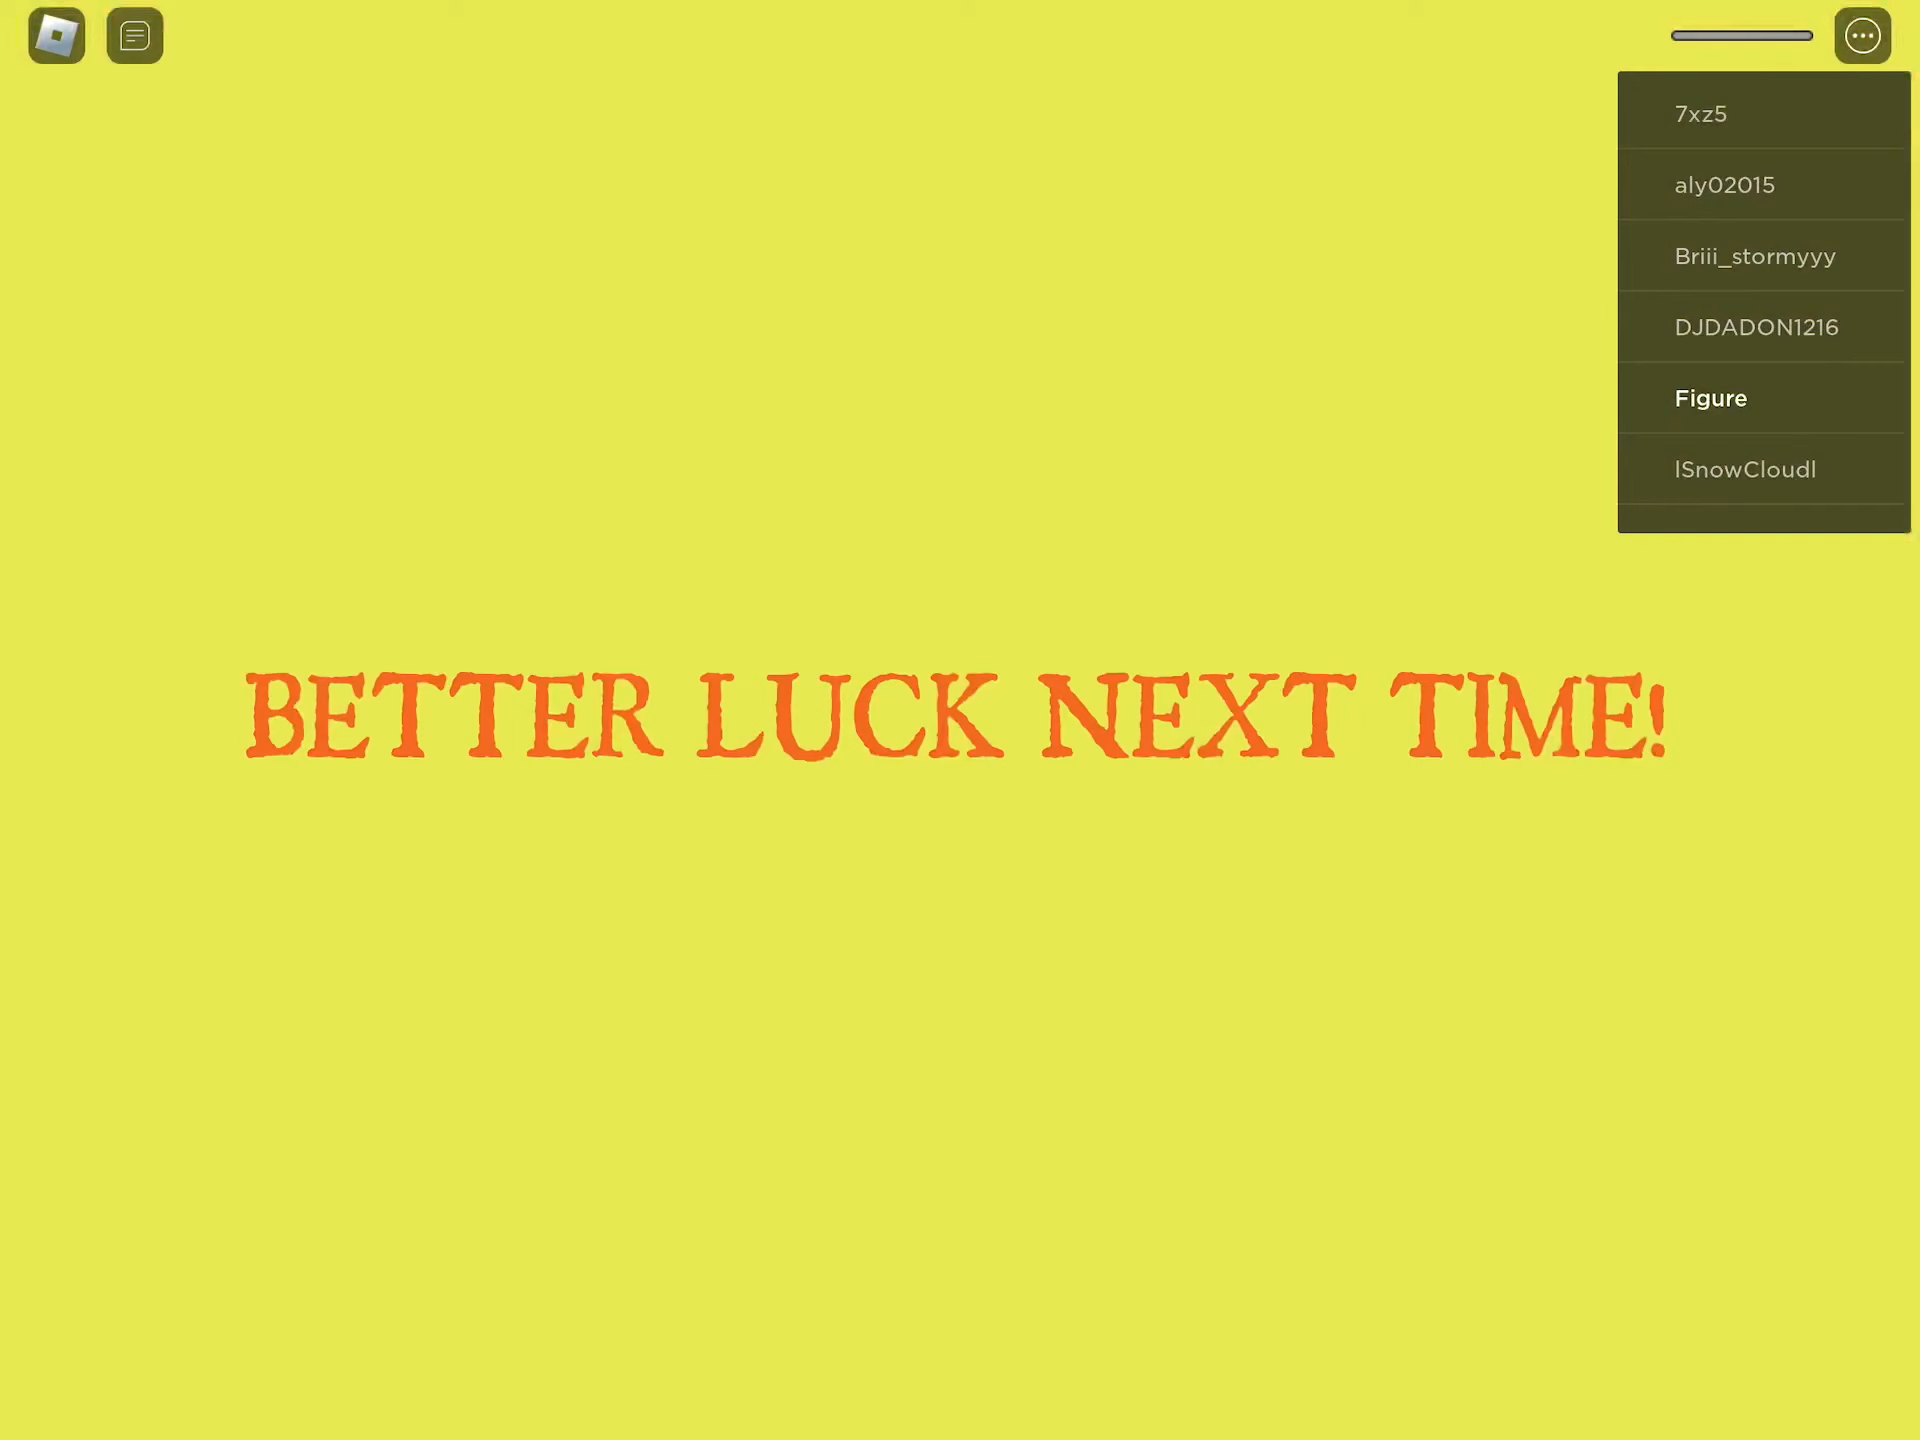 7xz5
aly02015
Briii_stormyyy
DJDADON1216
Figure
lSnowCloudl
BETTER LUCK NEXT TIME!